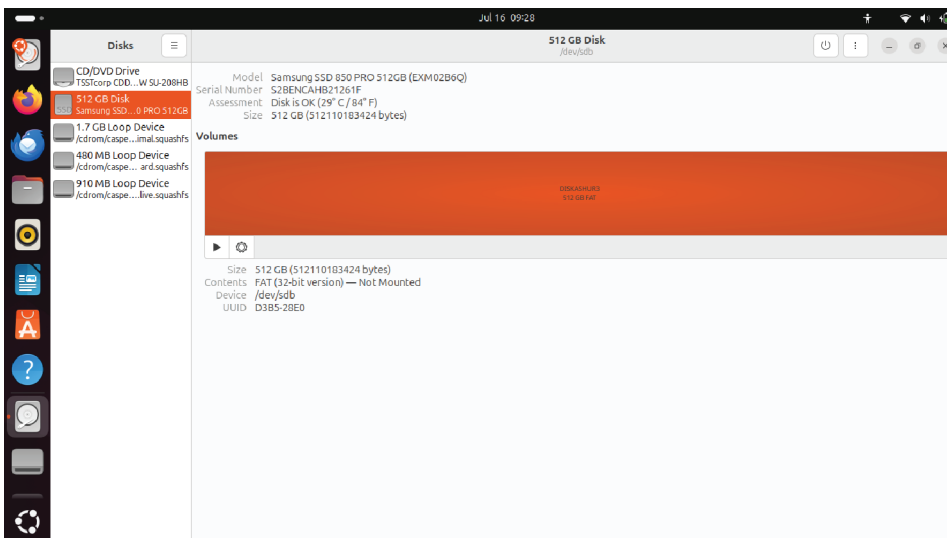 Jul 16 09:28
Disks
512 GB Disk
/dev/sdb
CD/DVD Drive
TSSTcorp CDD...W SU-208HB
512 GB Disk
Samsung SSD...0 PRO 512GB
1.7 GB Loop Device
/cdrom/caspe...imal.squashfs
480 MB Loop Device
/cdrom/caspe... ard.squashfs
910 MB Loop Device
/cdrom/caspe....live.squashfs
Model Samsung SSD 850 PRO 512GB (EXM02B6Q)
Serial Number S2BENCAHB21261F
Assessment Disk is OK (29° C / 84° F)
Size 512 GB (512110183424 bytes)
Volumes
512 GB FAT
Size 512 GB (512110183424 bytes)
Contents FAT (32-bit version) — Not Mounted
Device /dev/sdb
UUID D3B5-28E0